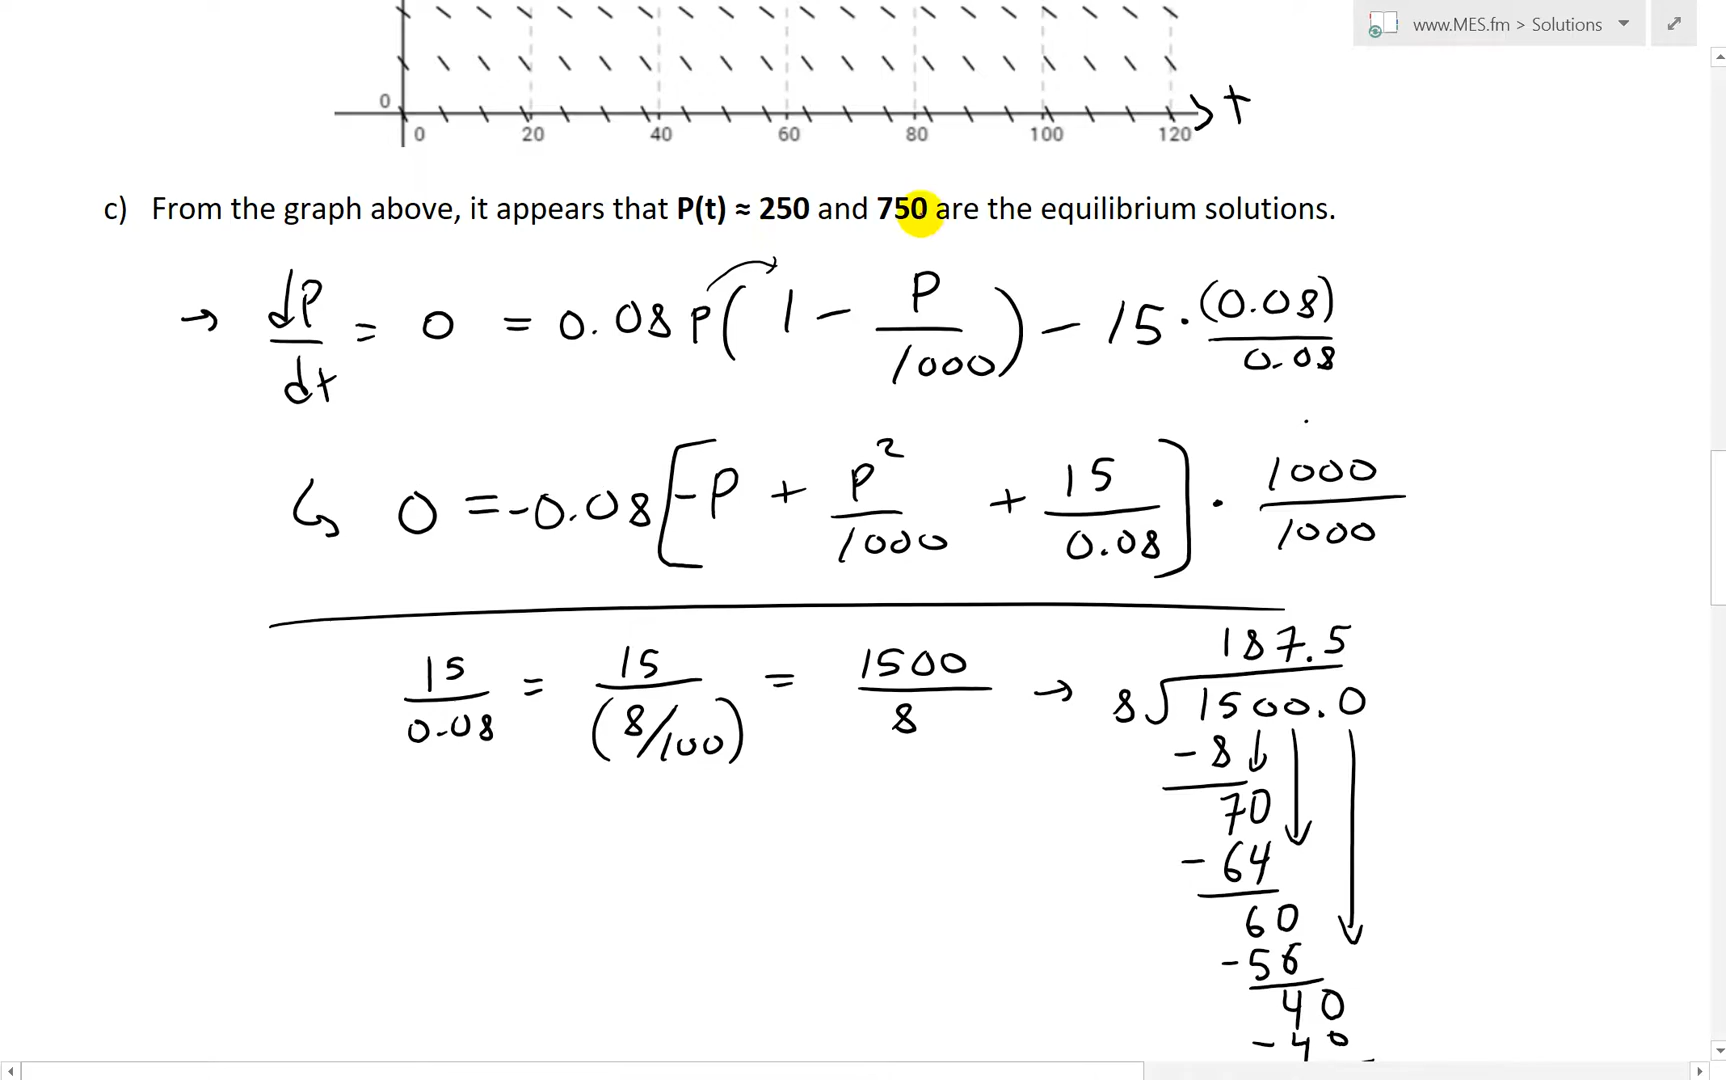 www.MES.fm > Solutions
0
0 20 40 60 80 100 120 t
c) From the graph above, it appears that P(t) ≈ 250 and 750 are the equilibrium solutions.
→ dP/dt = 0 = 0.08P(1 - P/1000) - 15 · (0.08)/0.08
↳ 0 = -0.08[-P + P²/1000 + 15/0.08] · 1000/1000
15/0.08 = 15/(8/100) = 1500/8 → 187.5
8 1500.0
- 8
70
- 64
60
- 56
40
- 40